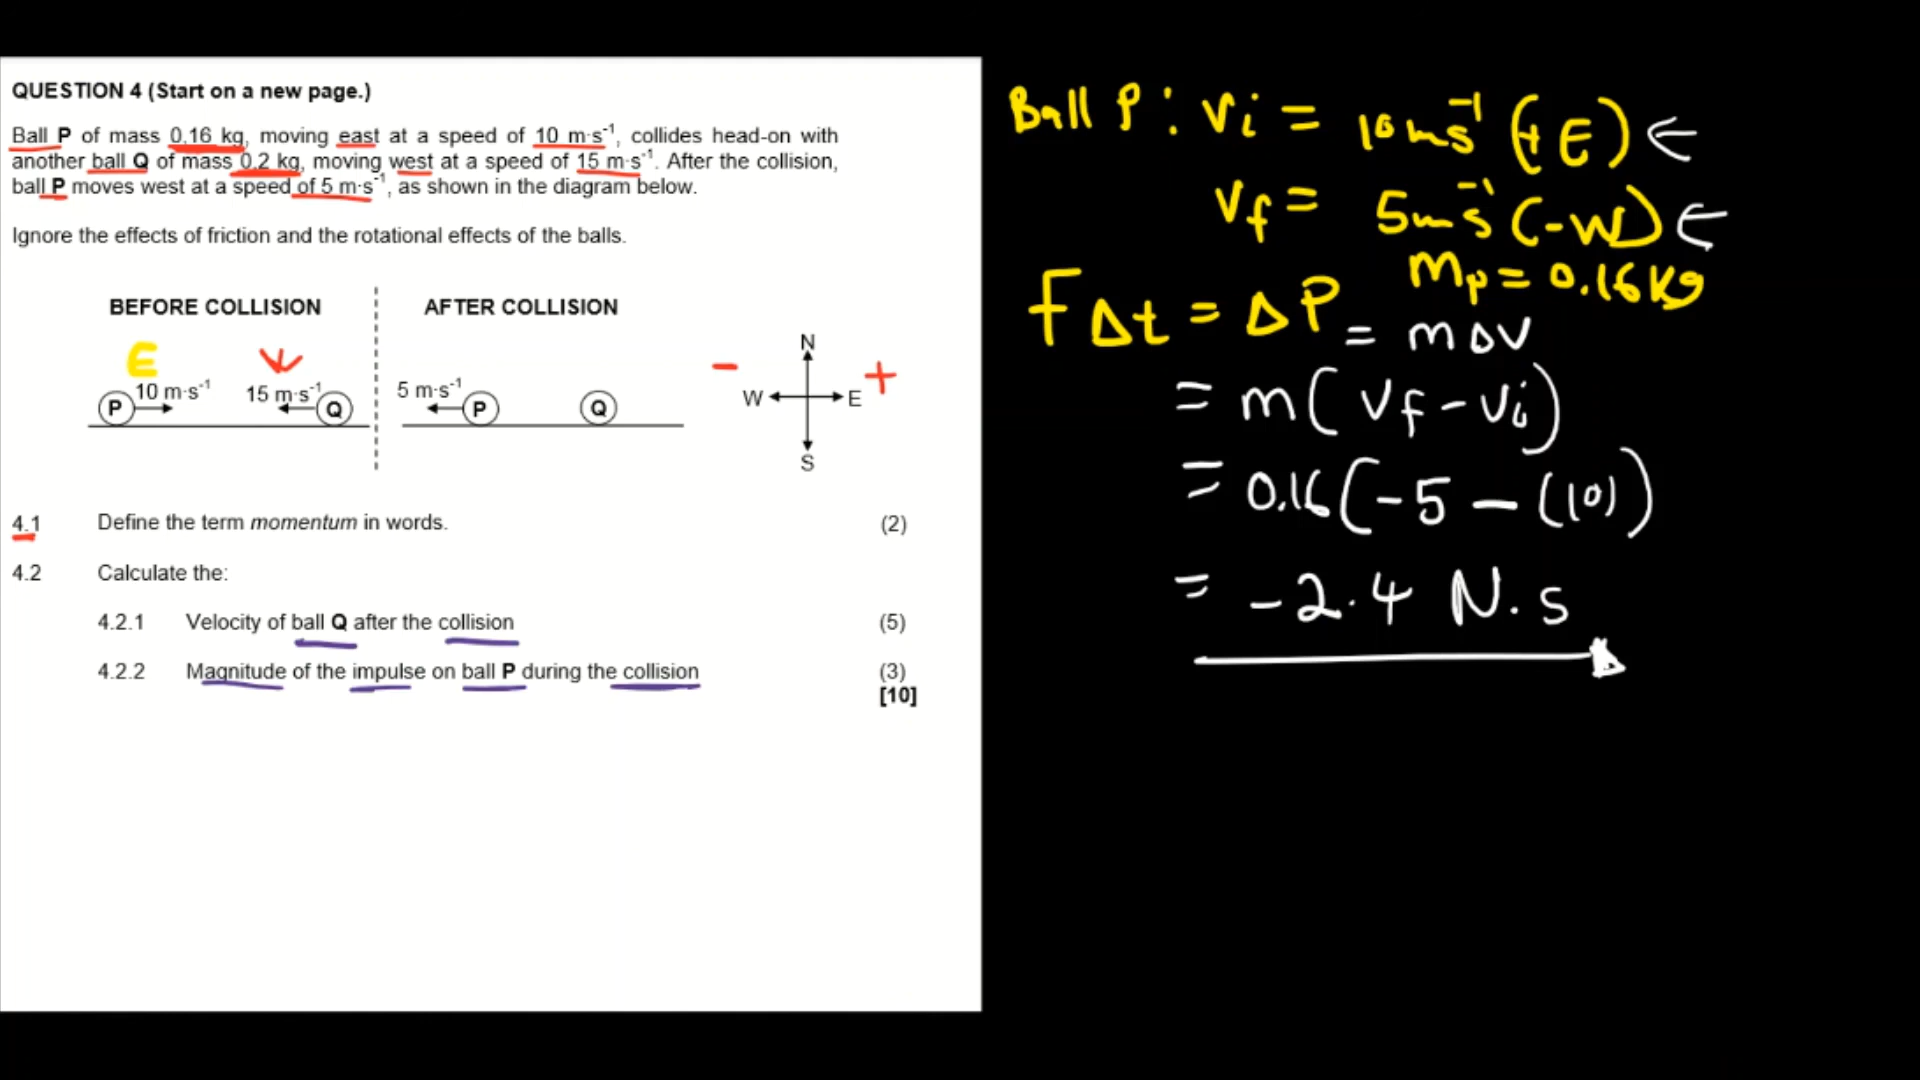 QUESTION 4 (Start on a new page.)
Ball P of mass 0,16 kg, moving east at a speed of 10 m·s⁻¹, collides head-on with
another ball Q of mass 0,2 kg, moving west at a speed of 15 m·s⁻¹. After the collision,
ball P moves west at a speed of 5 m·s⁻¹, as shown in the diagram below.
Ignore the effects of friction and the rotational effects of the balls.
BEFORE COLLISION
E W
10 m·s⁻¹ 15 m·s⁻¹
P Q
AFTER COLLISION
5 m·s⁻¹
P Q
N
- W E +
S
4.1 Define the term momentum in words. (2)
4.2 Calculate the:
4.2.1 Velocity of ball Q after the collision (5)
4.2.2 Magnitude of the impulse on ball P during the collision (3)
[10]
Ball P : Vi = 10 ms⁻¹ (+E)
Vf = 5 ms⁻¹ (-W)
mp = 0.16 kg
FΔt = ΔP = mΔV
= m(Vf - Vi)
= 0.16(-5 - (10))
= -2.4 N.s